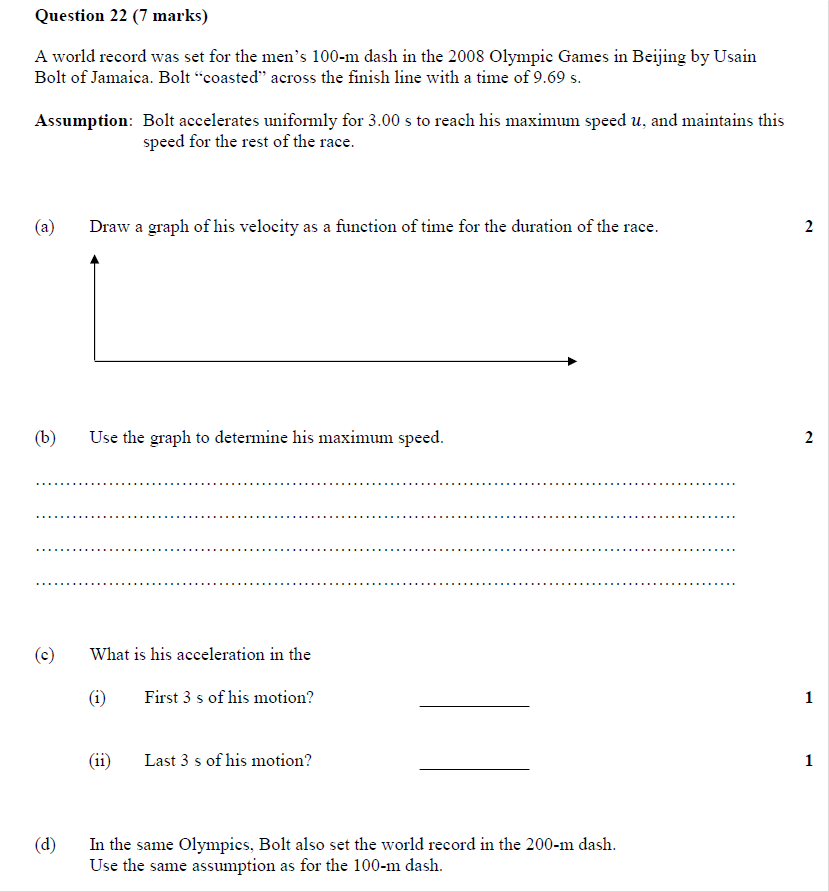 Question 22 (7 marks)
A world record was set for the men’s 100-m dash in the 2008 Olympic Games in Beijing by Usain
Bolt of Jamaica. Bolt “coasted” across the finish line with a time of 9.69 s.
Assumption: Bolt accelerates uniformly for 3.00 s to reach his maximum speed u, and maintains this
speed for the rest of the race.
(a) Draw a graph of his velocity as a function of time for the duration of the race. 2
(b) Use the graph to determine his maximum speed. 2
(c) What is his acceleration in the
(i) First 3 s of his motion? 1
(ii) Last 3 s of his motion? 1
(d) In the same Olympics, Bolt also set the world record in the 200-m dash.
Use the same assumption as for the 100-m dash.